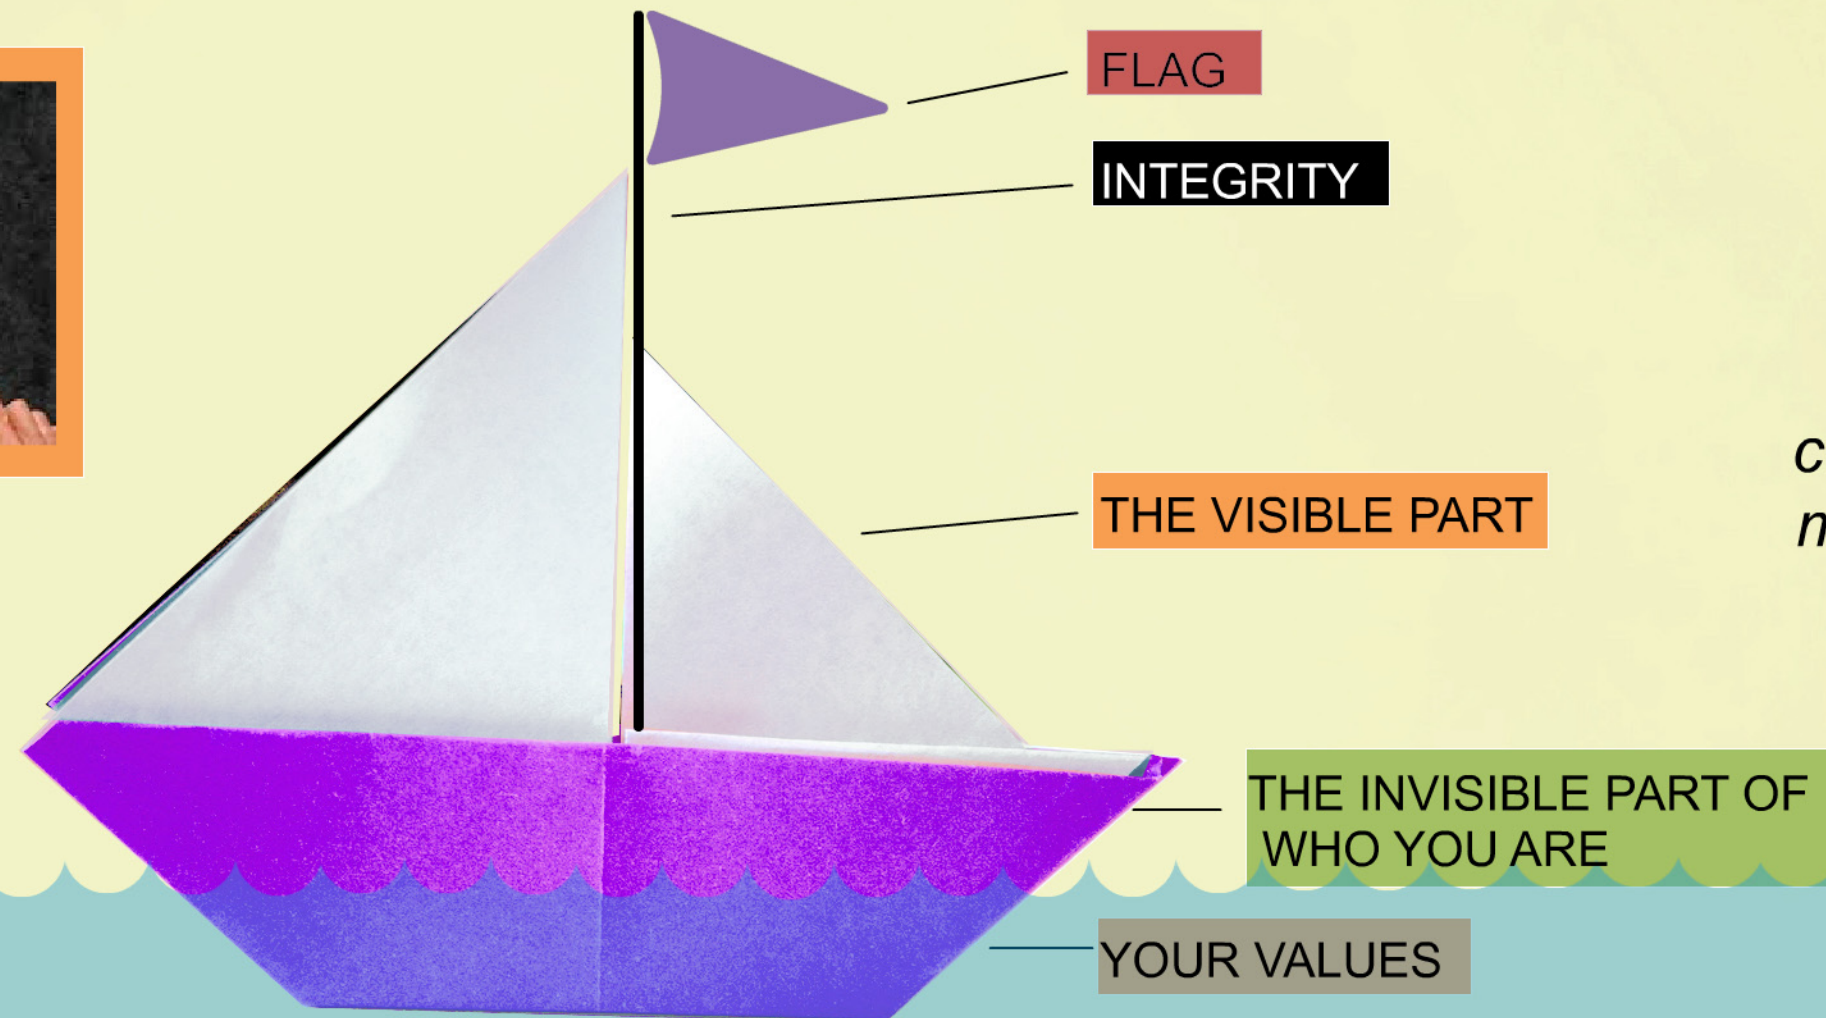 FLAG
INTEGRITY
THE VISIBLE PART
THE INVISIBLE PART OF
WHO YOU ARE
YOUR VALUES